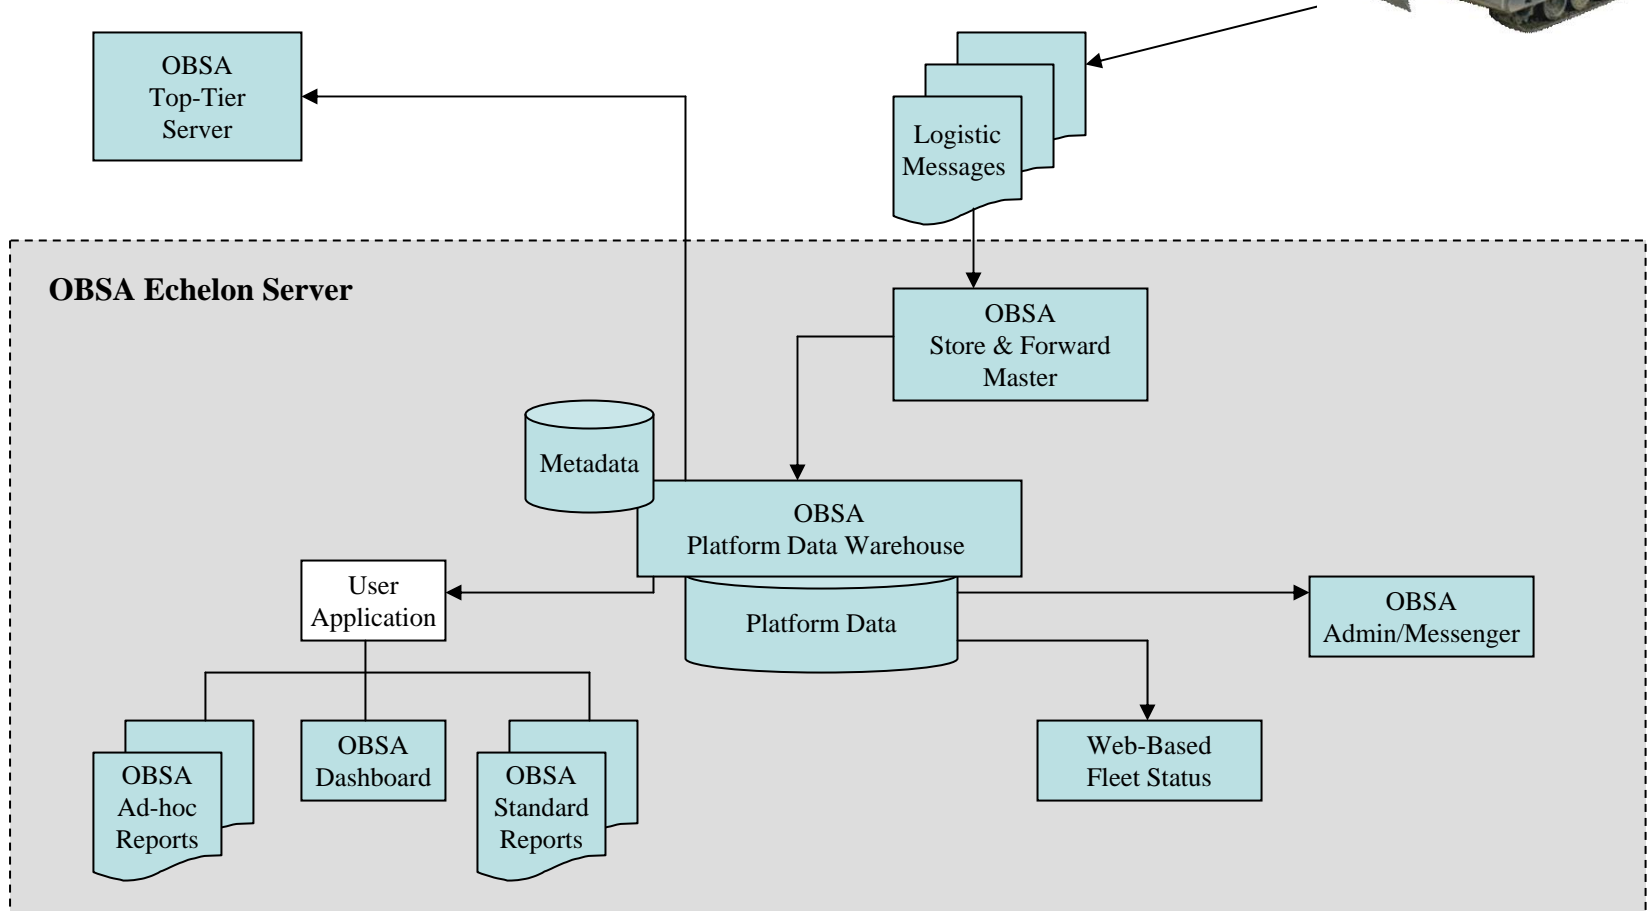 OBSA
Top-Tier
Server
Logistic
Messages
OBSA Echelon Server
OBSA
Store & Forward
Master
Metadata
OBSA
Platform Data Warehouse
User
Application
Platform Data
OBSA
Admin/Messenger
OBSA
Ad-hoc
Reports
OBSA
Dashboard
OBSA
Standard
Reports
Web-Based
Fleet Status